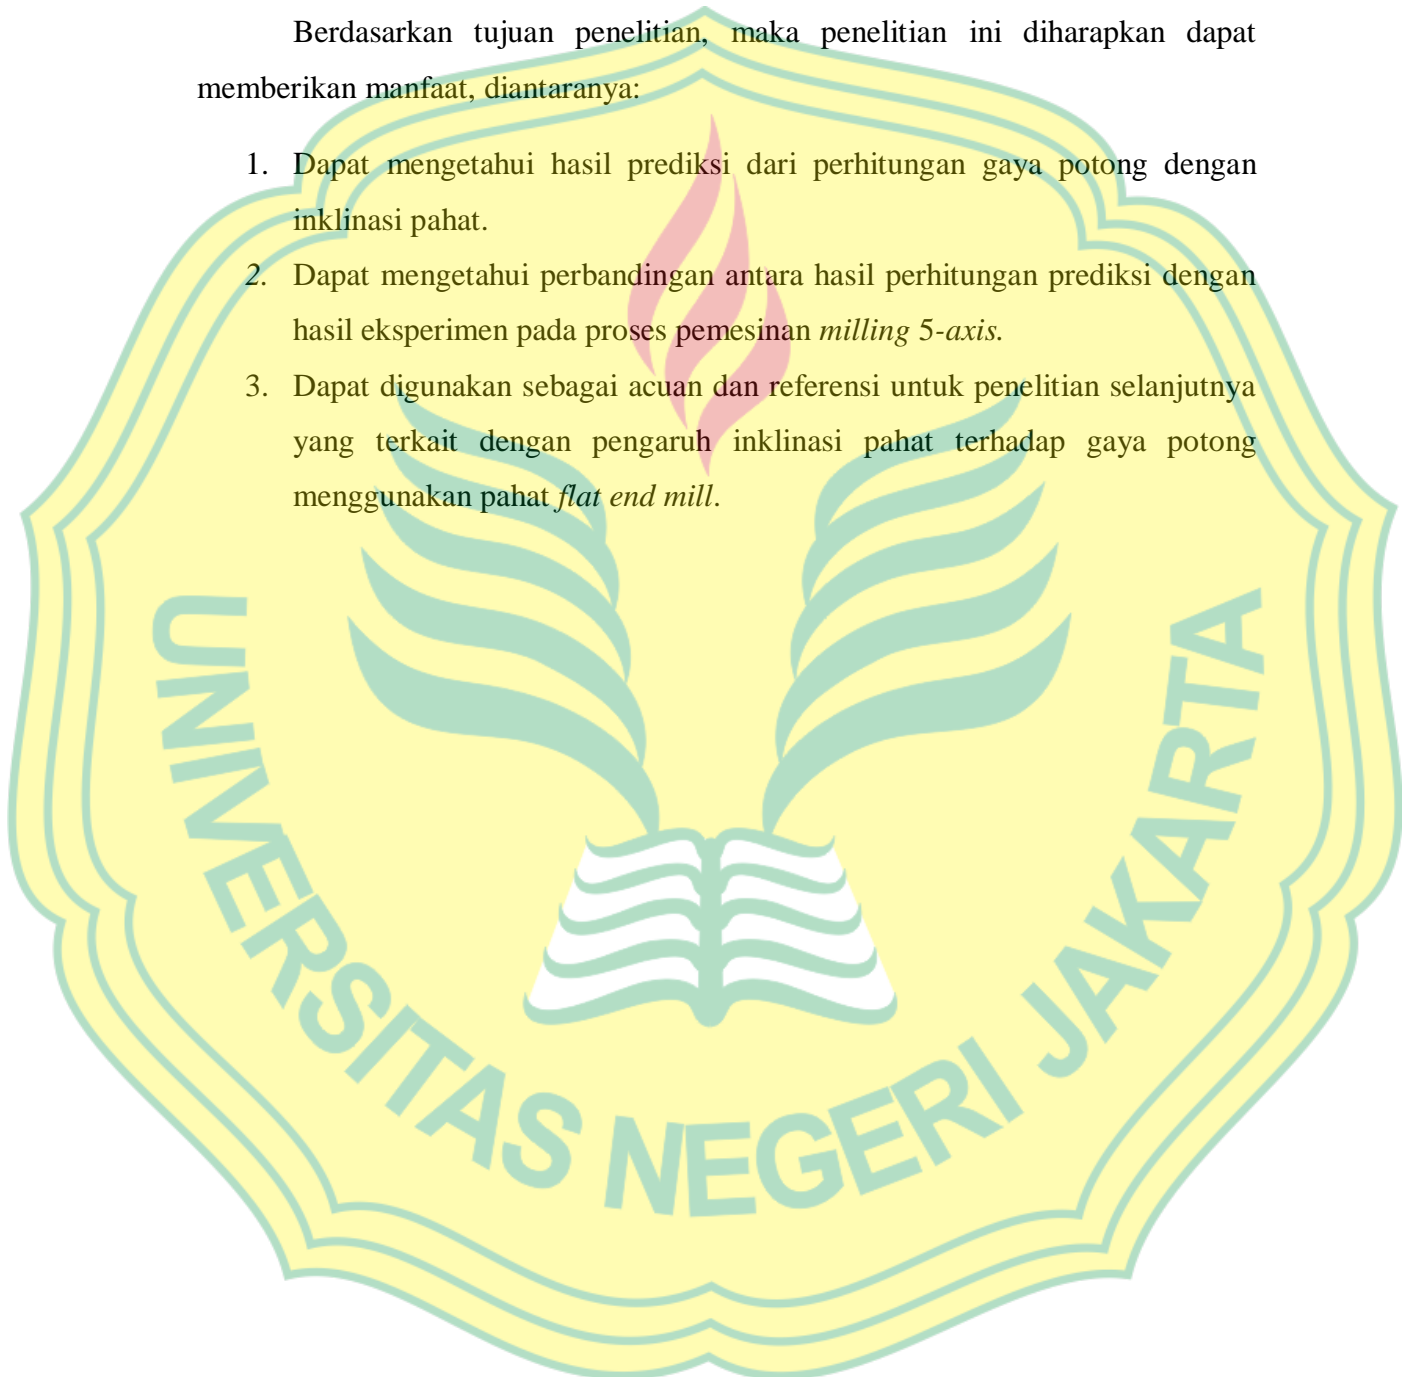 Berdasarkan tujuan penelitian, maka penelitian ini diharapkan dapat
memberikan manfaat, diantaranya:
1. Dapat mengetahui hasil prediksi dari perhitungan gaya potong dengan
inklinasi pahat.
2. Dapat mengetahui perbandingan antara hasil perhitungan prediksi dengan
hasil eksperimen pada proses pemesinan milling 5-axis.
3. Dapat digunakan sebagai acuan dan referensi untuk penelitian selanjutnya
yang terkait dengan pengaruh inklinasi pahat terhadap gaya potong
menggunakan pahat flat end mill.
UNIVERSITAS NEGERI JAKARTA